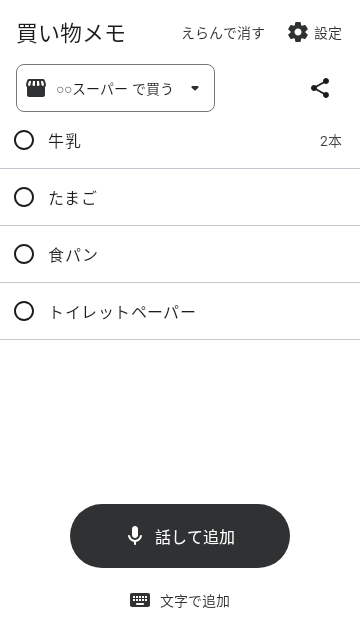 買い物メモ
えらんで消す
設定
○○スーパー で買う
牛乳
2本
たまご
食パン
トイレットペーパー
話して追加
文字で追加